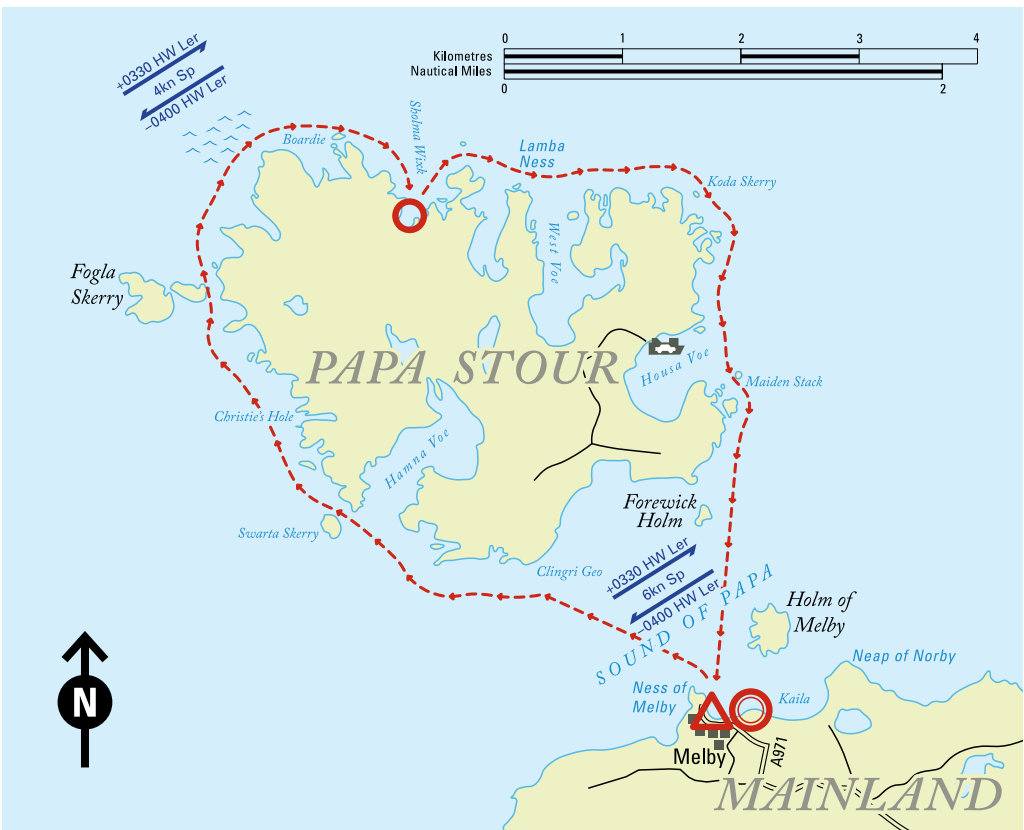 +0330 HW Ler
4kn Sp
–0400 HW Ler
0 1 2 3 4
Kilometres
Nautical Miles
0 2
Sholma Wixk
Boardie
Lamba
Ness
Koda Skerry
West Voe
Fogla
Skerry
PAPA STOUR
Housa Voe
Maiden Stack
Christie's Hole
Hamna Voe
Forewick
Holm
Swarta Skerry
Clingri Geo
+0330 HW Ler
6kn Sp
–0400 HW Ler
SOUND OF PAPA
Holm of
Melby
Neap of Norby
Ness of
Melby
Kaila
N
Melby
A971
MAINLAND